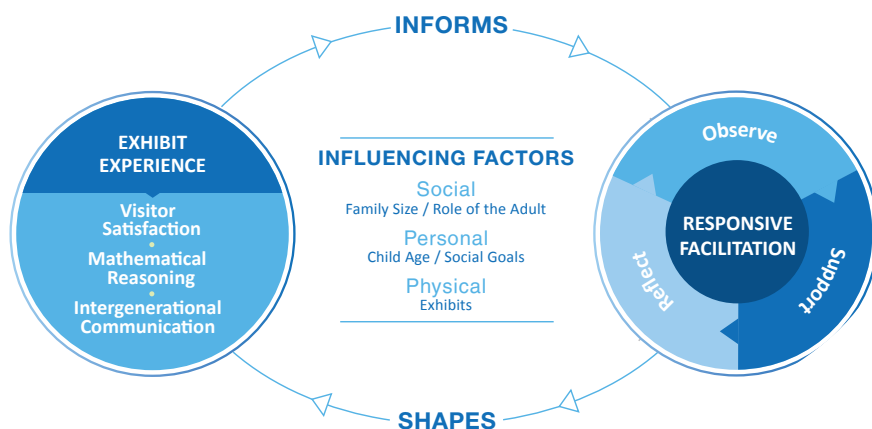 INFORMS
EXHIBIT
EXPERIENCE
Visitor
Satisfaction
•
Mathematical
Reasoning
•
Intergenerational
Communication
INFLUENCING FACTORS
Social
Family Size / Role of the Adult
Personal
Child Age / Social Goals
Physical
Exhibits
Observe
RESPONSIVE
FACILITATION
Support
Reflect
SHAPES